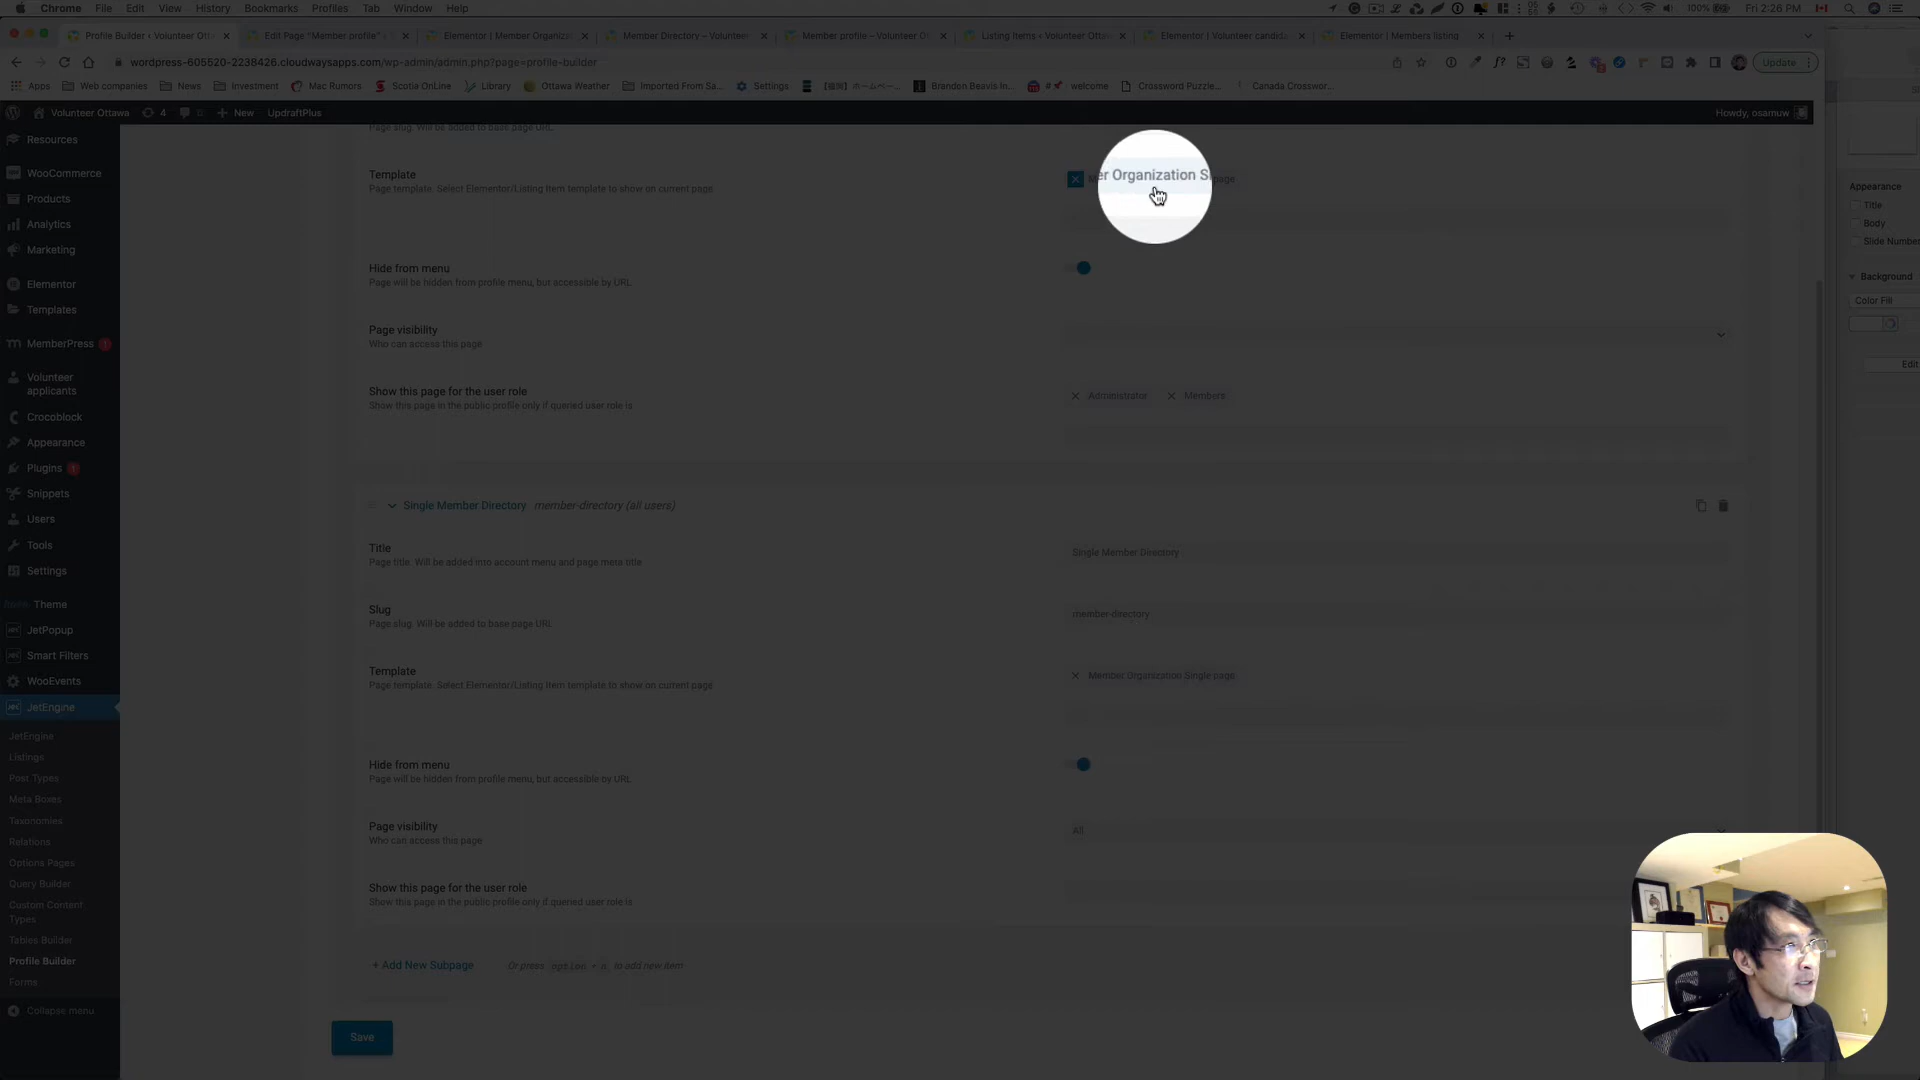 Chrome File Edit View History Bookmarks Profiles Tab Window Help
100% Fri 2:26 PM
Profile Builder ‹ Volunteer Ott
Edit Page "Member profile" ‹
Elementor | Member Organiza
Member Directory – Volunteer
Member profile – Volunteer O
Listing Items ‹ Volunteer Ottaw
Elementor | Volunteer candida
Elementor | Members listing
wordpress-605520-2238426.cloudwaysapps.com/wp-admin/admin.php?page=profile-builder
Update
Apps Web companies News Investment Mac Rumors Scotia OnLine Library Ottawa Weather Imported From Sa... Settings Brandon Beavis In... welcome Crossword Puzzle... Canada Crosswor...
Volunteer Ottawa 4 New UpdraftPlus
Howdy, osamuw
Resources
WooCommerce
Products
Analytics
Marketing
Elementor
Templates
MemberPress 1
Volunteer
applicants
Crocoblock
Appearance
Plugins 1
Snippets
Users
Tools
Settings
Theme
JetPopup
Smart Filters
WooEvents
JetEngine
JetEngine
Listings
Post Types
Meta Boxes
Taxonomies
Relations
Options Pages
Query Builder
Custom Content
Types
Tables Builder
Profile Builder
Forms
Collapse menu
Page slug. Will be added to base page URL
Template
Page template. Select Elementor/Listing Item template to show on current page
er Organization S page
Hide from menu
Page will be hidden from profile menu, but accessible by URL
Page visibility
Who can access this page
Show this page for the user role
Show this page in the public profile only if queried user role is
Administrator Members
Single Member Directory member-directory (all users)
Title
Page title. Will be added into account menu and page meta title
Single Member Directory
Slug
Page slug. Will be added to base page URL
member-directory
Template
Page template. Select Elementor/Listing Item template to show on current page
Member Organization Single page
Hide from menu
Page will be hidden from profile menu, but accessible by URL
Page visibility
Who can access this page
All
Show this page for the user role
Show this page in the public profile only if queried user role is
+ Add New Subpage Or press option + n to add new item
Save
Appearance
Title
Body
Slide Number
Background
Color Fill
Edit